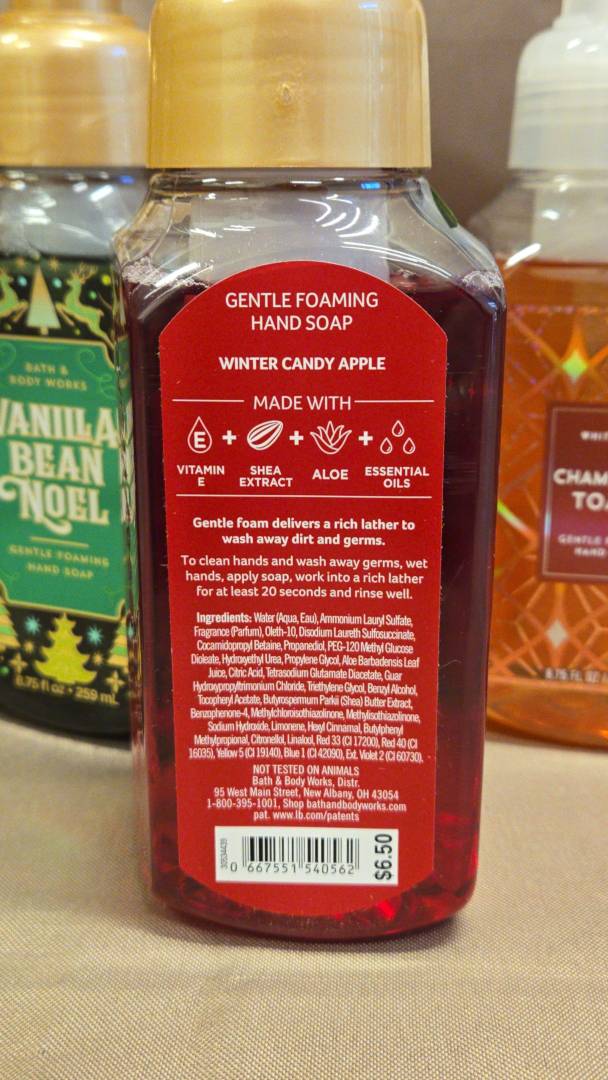 GENTLE FOAMING
HAND SOAP
WINTER CANDY APPLE
MADE WITH
E
VITAMIN
E
SHEA
EXTRACT
ALOE
ESSENTIAL
OILS
Gentle foam delivers a rich lather to
wash away dirt and germs.
To clean hands and wash away germs, wet
hands, apply soap, work into a rich lather
for at least 20 seconds and rinse well.
Ingredients: Water (Aqua, Eau), Ammonium Lauryl Sulfate,
Fragrance (Parfum), Oleth-10, Disodium Laureth Sulfosuccinate,
Cocamidopropyl Betaine, Propanediol, PEG-120 Methyl Glucose
Dioleate, Hydroxyethyl Urea, Propylene Glycol, Aloe Barbadensis Leaf
Juice, Citric Acid, Tetrasodium Glutamate Diacetate, Guar
Hydroxypropyltrimonium Chloride, Triethylene Glycol, Benzyl Alcohol,
Tocopheryl Acetate, Butyrospermum Parkii (Shea) Butter Extract,
Benzophenone-4, Methylchloroisothiazolinone, Methylisothiazolinone,
Sodium Hydroxide, Limonene, Hexyl Cinnamal, Butylphenyl
Methylpropional, Citronellol, Linalool, Red 33 (CI 17200), Red 40 (CI
16035), Yellow 5 (CI 19140), Blue 1 (CI 42090), Ext. Violet 2 (CI 60730).
NOT TESTED ON ANIMALS
Bath & Body Works, Distr.
95 West Main Street, New Albany, OH 43054
1-800-395-1001, Shop bathandbodyworks.com
pat. www.lb.com/patents
0 667551 540562
$6.50
BATH &
BODY WORKS
VANILLA
BEAN
NOEL
GENTLE FOAMING
HAND SOAP
8.75 fl oz • 259 mL
CHAM
TO
GENTLE
HAND
8.75 FL OZ